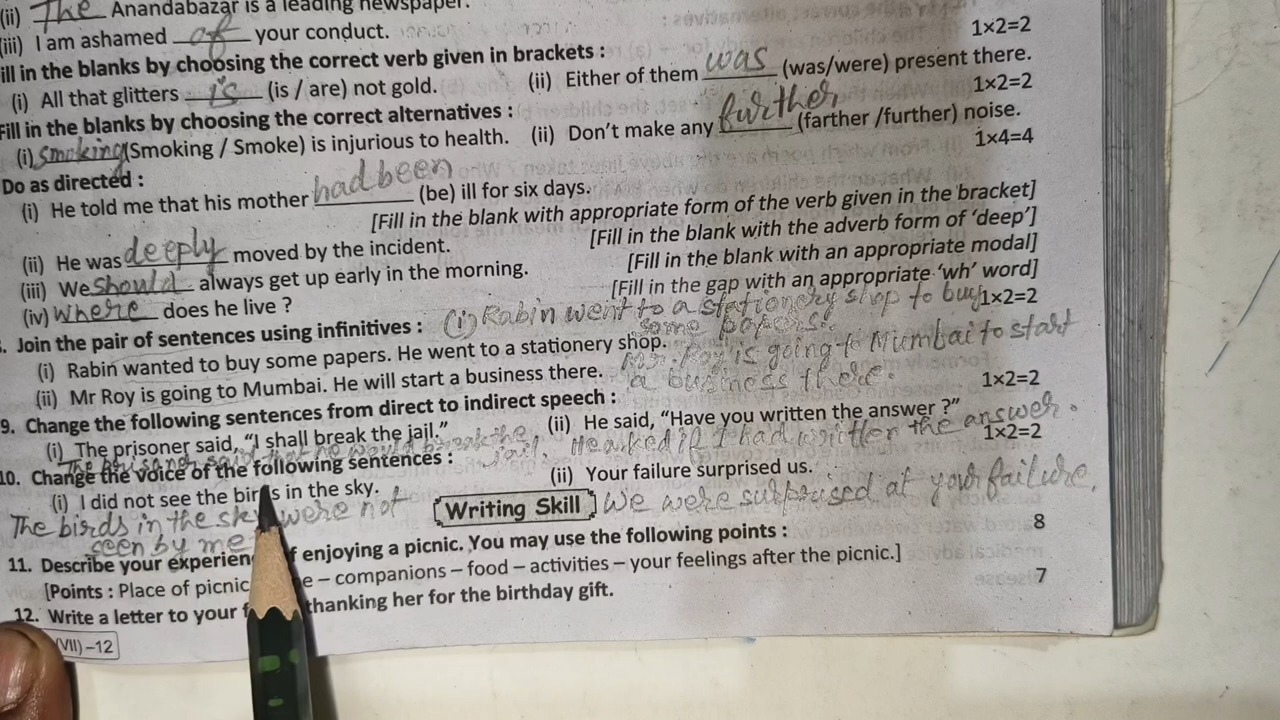 (ii) The Anandabazar is a leading newspaper.
(iii) I am ashamed of your conduct.
1×2=2
ill in the blanks by choosing the correct verb given in brackets :
(i) All that glitters is (is / are) not gold. (ii) Either of them was (was/were) present there.
1×2=2
Fill in the blanks by choosing the correct alternatives :
(i) Smoking (Smoking / Smoke) is injurious to health. (ii) Don't make any further (farther /further) noise.
1×4=4
Do as directed :
(i) He told me that his mother had been (be) ill for six days.
[Fill in the blank with appropriate form of the verb given in the bracket]
(ii) He was deeply moved by the incident. [Fill in the blank with the adverb form of 'deep']
(iii) We should always get up early in the morning. [Fill in the blank with an appropriate modal]
(iv) Where does he live ? [Fill in the gap with an appropriate 'wh' word]
. Join the pair of sentences using infinitives : 1×2=2
(i) Rabin went to a stationery shop to buy
some papers.
(i) Rabin wanted to buy some papers. He went to a stationery shop.
Mr. Roy is going to Mumbai to start
a business there.
(ii) Mr Roy is going to Mumbai. He will start a business there.
9. Change the following sentences from direct to indirect speech : 1×2=2
(i) The prisoner said, "I shall break the jail." (ii) He said, "Have you written the answer ?"
The prisoner said that he would break the jail. He asked if I had written the answer.
10. Change the voice of the following sentences : 1×2=2
(i) I did not see the birds in the sky. (ii) Your failure surprised us.
The birds in the sky were not
seen by me
We were surprised at your failure.
Writing Skill
11. Describe your experience of enjoying a picnic. You may use the following points : 8
[Points : Place of picnic – companions – food – activities – your feelings after the picnic.]
12. Write a letter to your thanking her for the birthday gift. 7
(VII) –12